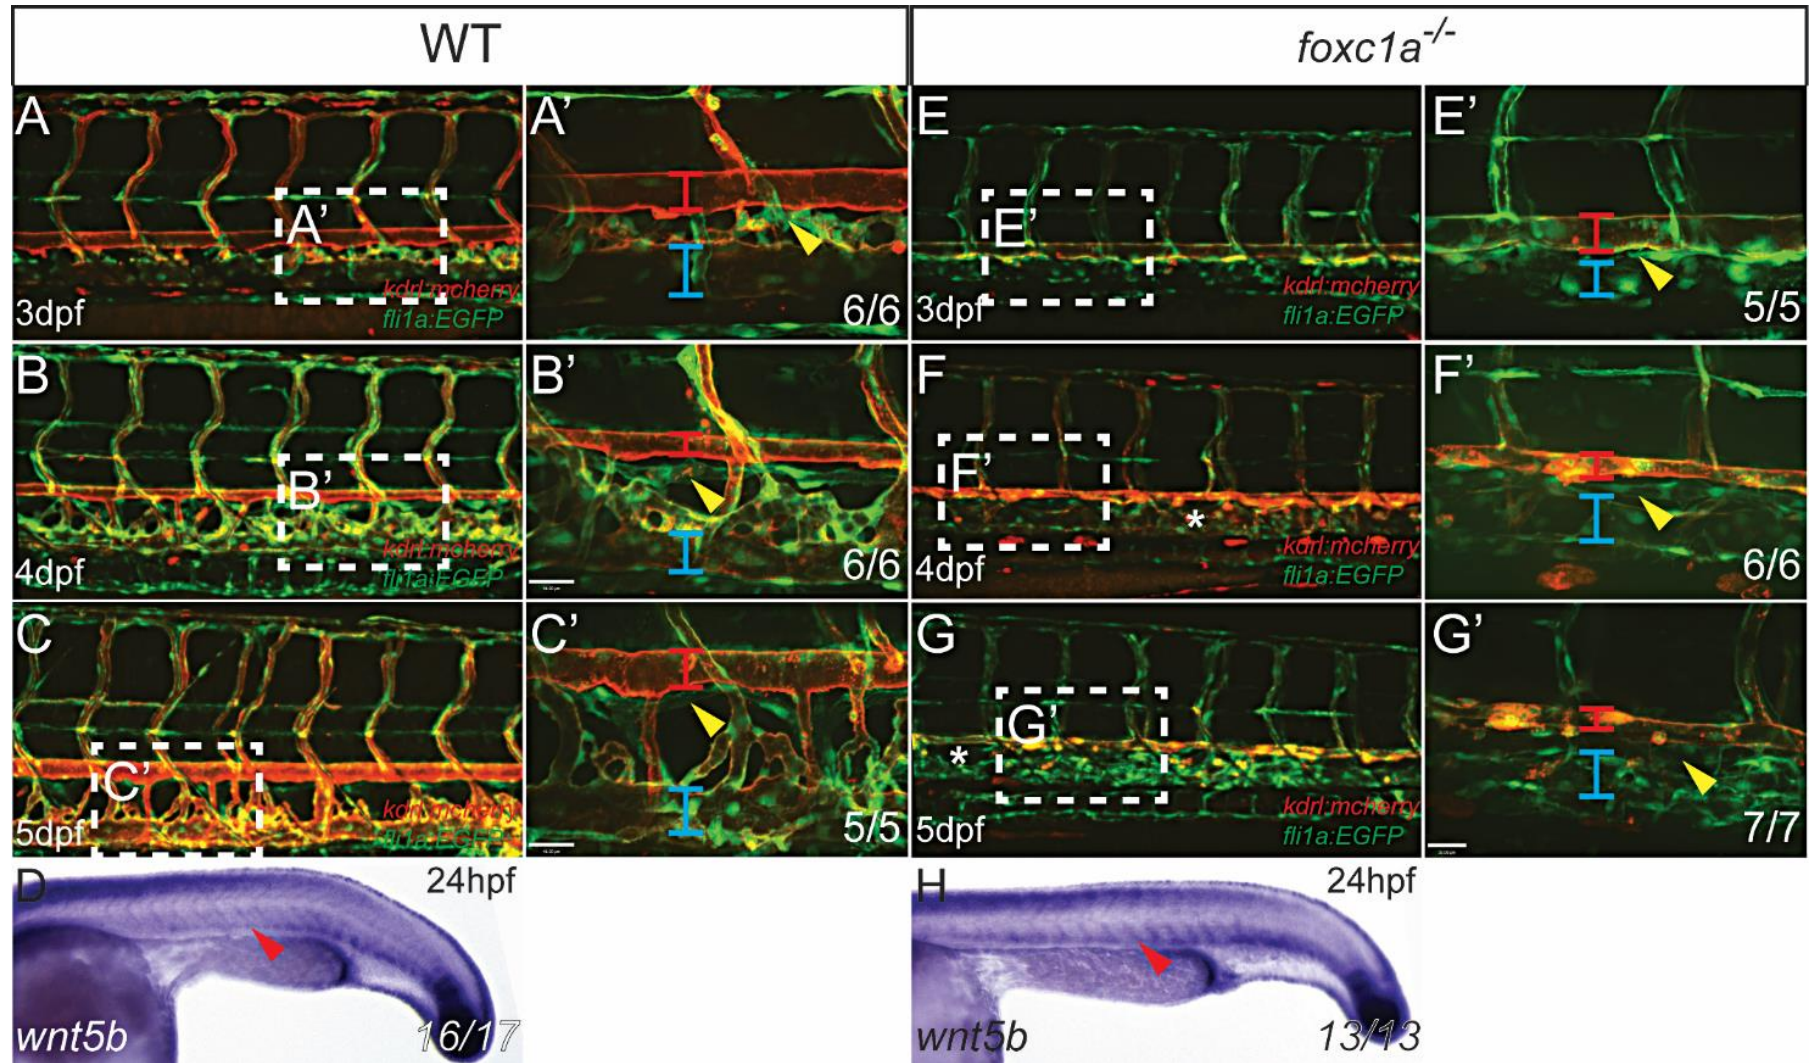 WT
foxc1a-/-
A
A'
3dpf
kdrl:mcherry
fli1a:EGFP
A'
6/6
E
E'
3dpf
kdrl:mcherry
fli1a:EGFP
E'
5/5
B
B'
4dpf
kdrl:mcherry
fli1a:EGFP
B'
6/6
F
F'
*
4dpf
kdrl:mcherry
fli1a:EGFP
F'
6/6
C
C'
5dpf
kdrl:mcherry
fli1a:EGFP
C'
5/5
G
G'
*
5dpf
kdrl:mcherry
fli1a:EGFP
G'
7/7
D
24hpf
wnt5b
16/17
H
24hpf
wnt5b
13/13